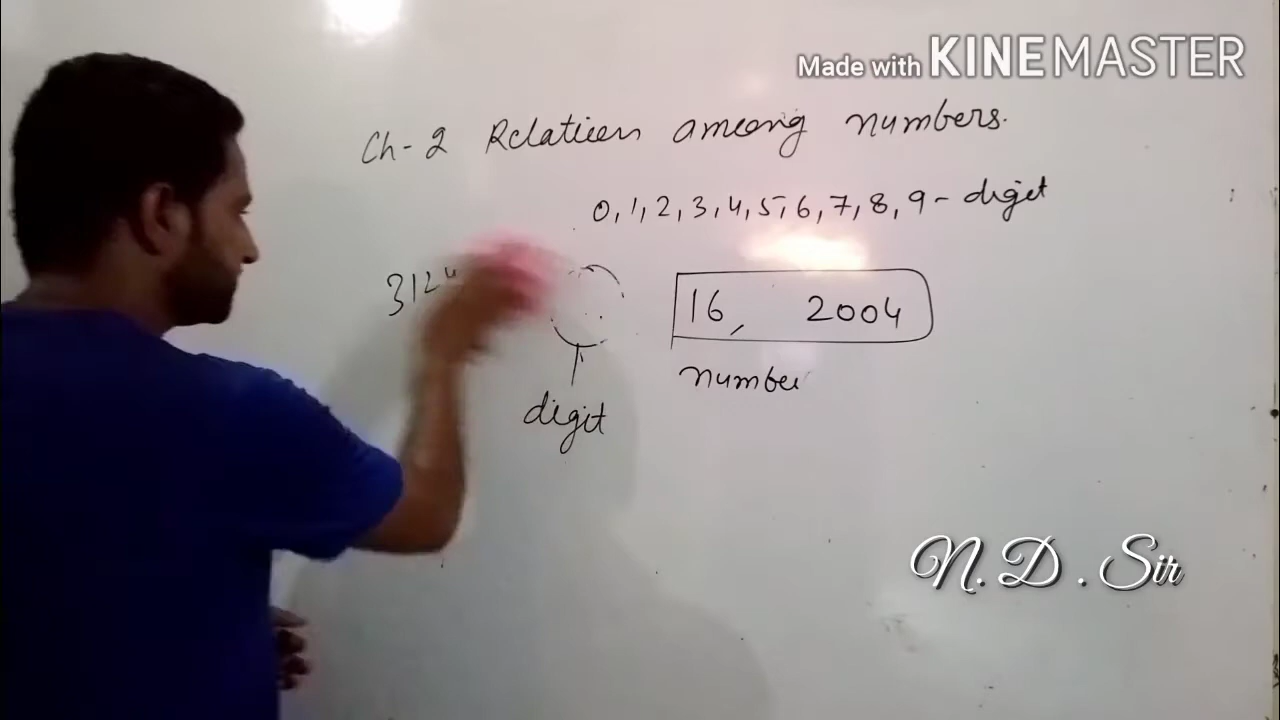 Made with KINEMASTER
Ch-2 Relation among numbers.
0, 1, 2, 3, 4, 5, 6, 7, 8, 9 - digit
3124
16, 2004
number
digit
N. D. Sir